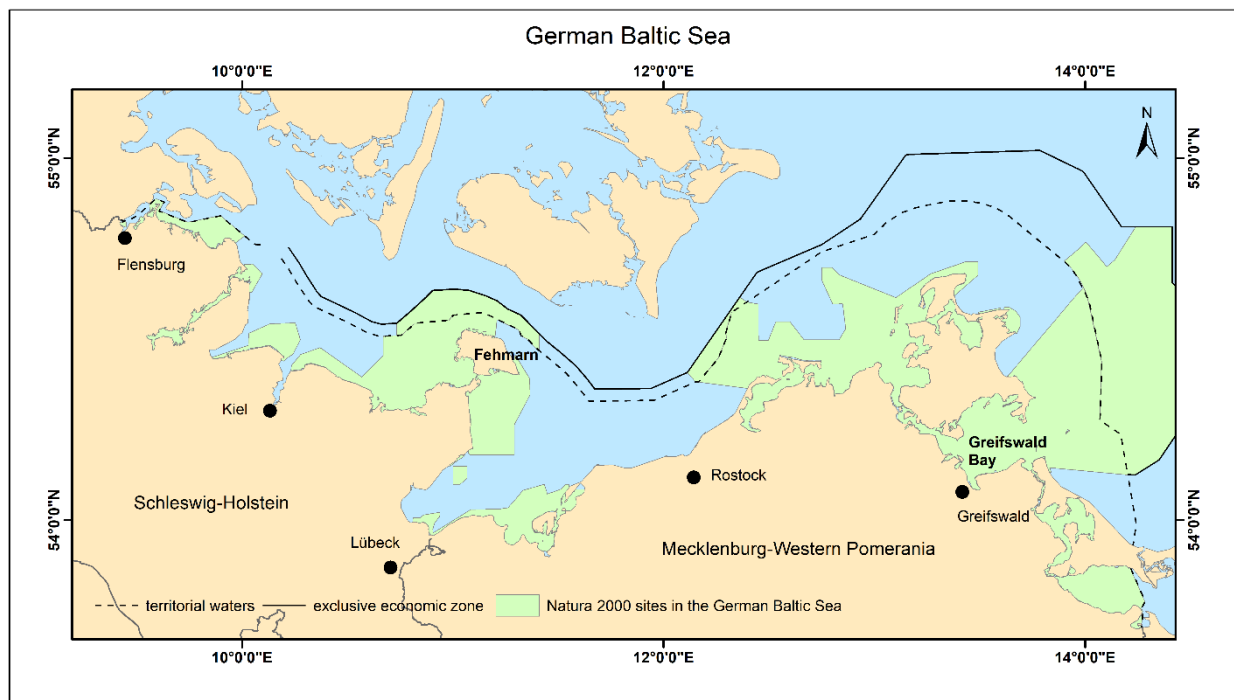 German Baltic Sea
10°0'0"E
12°0'0"E
14°0'0"E
N
55°0'0"N
55°0'0"N
Flensburg
Fehmarn
Kiel
Greifswald
Bay
Rostock
Schleswig-Holstein
Greifswald
54°0'0"N
54°0'0"N
Lübeck
Mecklenburg-Western Pomerania
territorial waters
exclusive economic zone
Natura 2000 sites in the German Baltic Sea
10°0'0"E
12°0'0"E
14°0'0"E